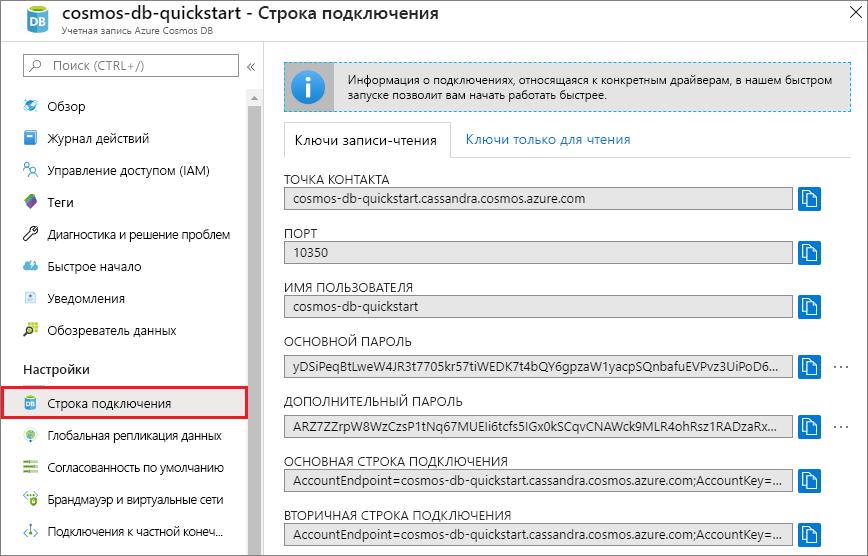 cosmos-db-quickstart - Строка подключения
Учетная запись Azure Cosmos DB
Поиск (CTRL+/)
«
Обзор
Журнал действий
Управление доступом (IAM)
Теги
Диагностика и решение проблем
Быстрое начало
Уведомления
Обозреватель данных
Настройки
Строка подключения
Глобальная репликация данных
Согласованность по умолчанию
Брандмауэр и виртуальные сети
Подключения к частной конеч...
Информация о подключениях, относящаяся к конкретным драйверам, в нашем быстром
запуске позволит вам начать работать быстрее.
Ключи записи-чтения
Ключи только для чтения
ТОЧКА КОНТАКТА
cosmos-db-quickstart.cassandra.cosmos.azure.com
ПОРТ
10350
ИМЯ ПОЛЬЗОВАТЕЛЯ
cosmos-db-quickstart
ОСНОВНОЙ ПАРОЛЬ
yDSiPeqBtLweW4JR3t7705kr57tiWEDK7t4bQY6gpzaW1yacpSQnbafuEVPvz3UiPoD6...
ДОПОЛНИТЕЛЬНЫЙ ПАРОЛЬ
ARZ7ZZrpW8WzCzsP1tNq67MUEIi6tcfs5IGx0kSCqvCNAWck9MLR4ohRsz1RADzaRx...
ОСНОВНАЯ СТРОКА ПОДКЛЮЧЕНИЯ
AccountEndpoint=cosmos-db-quickstart.cassandra.cosmos.azure.com;AccountKey=...
ВТОРИЧНАЯ СТРОКА ПОДКЛЮЧЕНИЯ
AccountEndpoint=cosmos-db-quickstart.cassandra.cosmos.azure.com;AccountKey=...